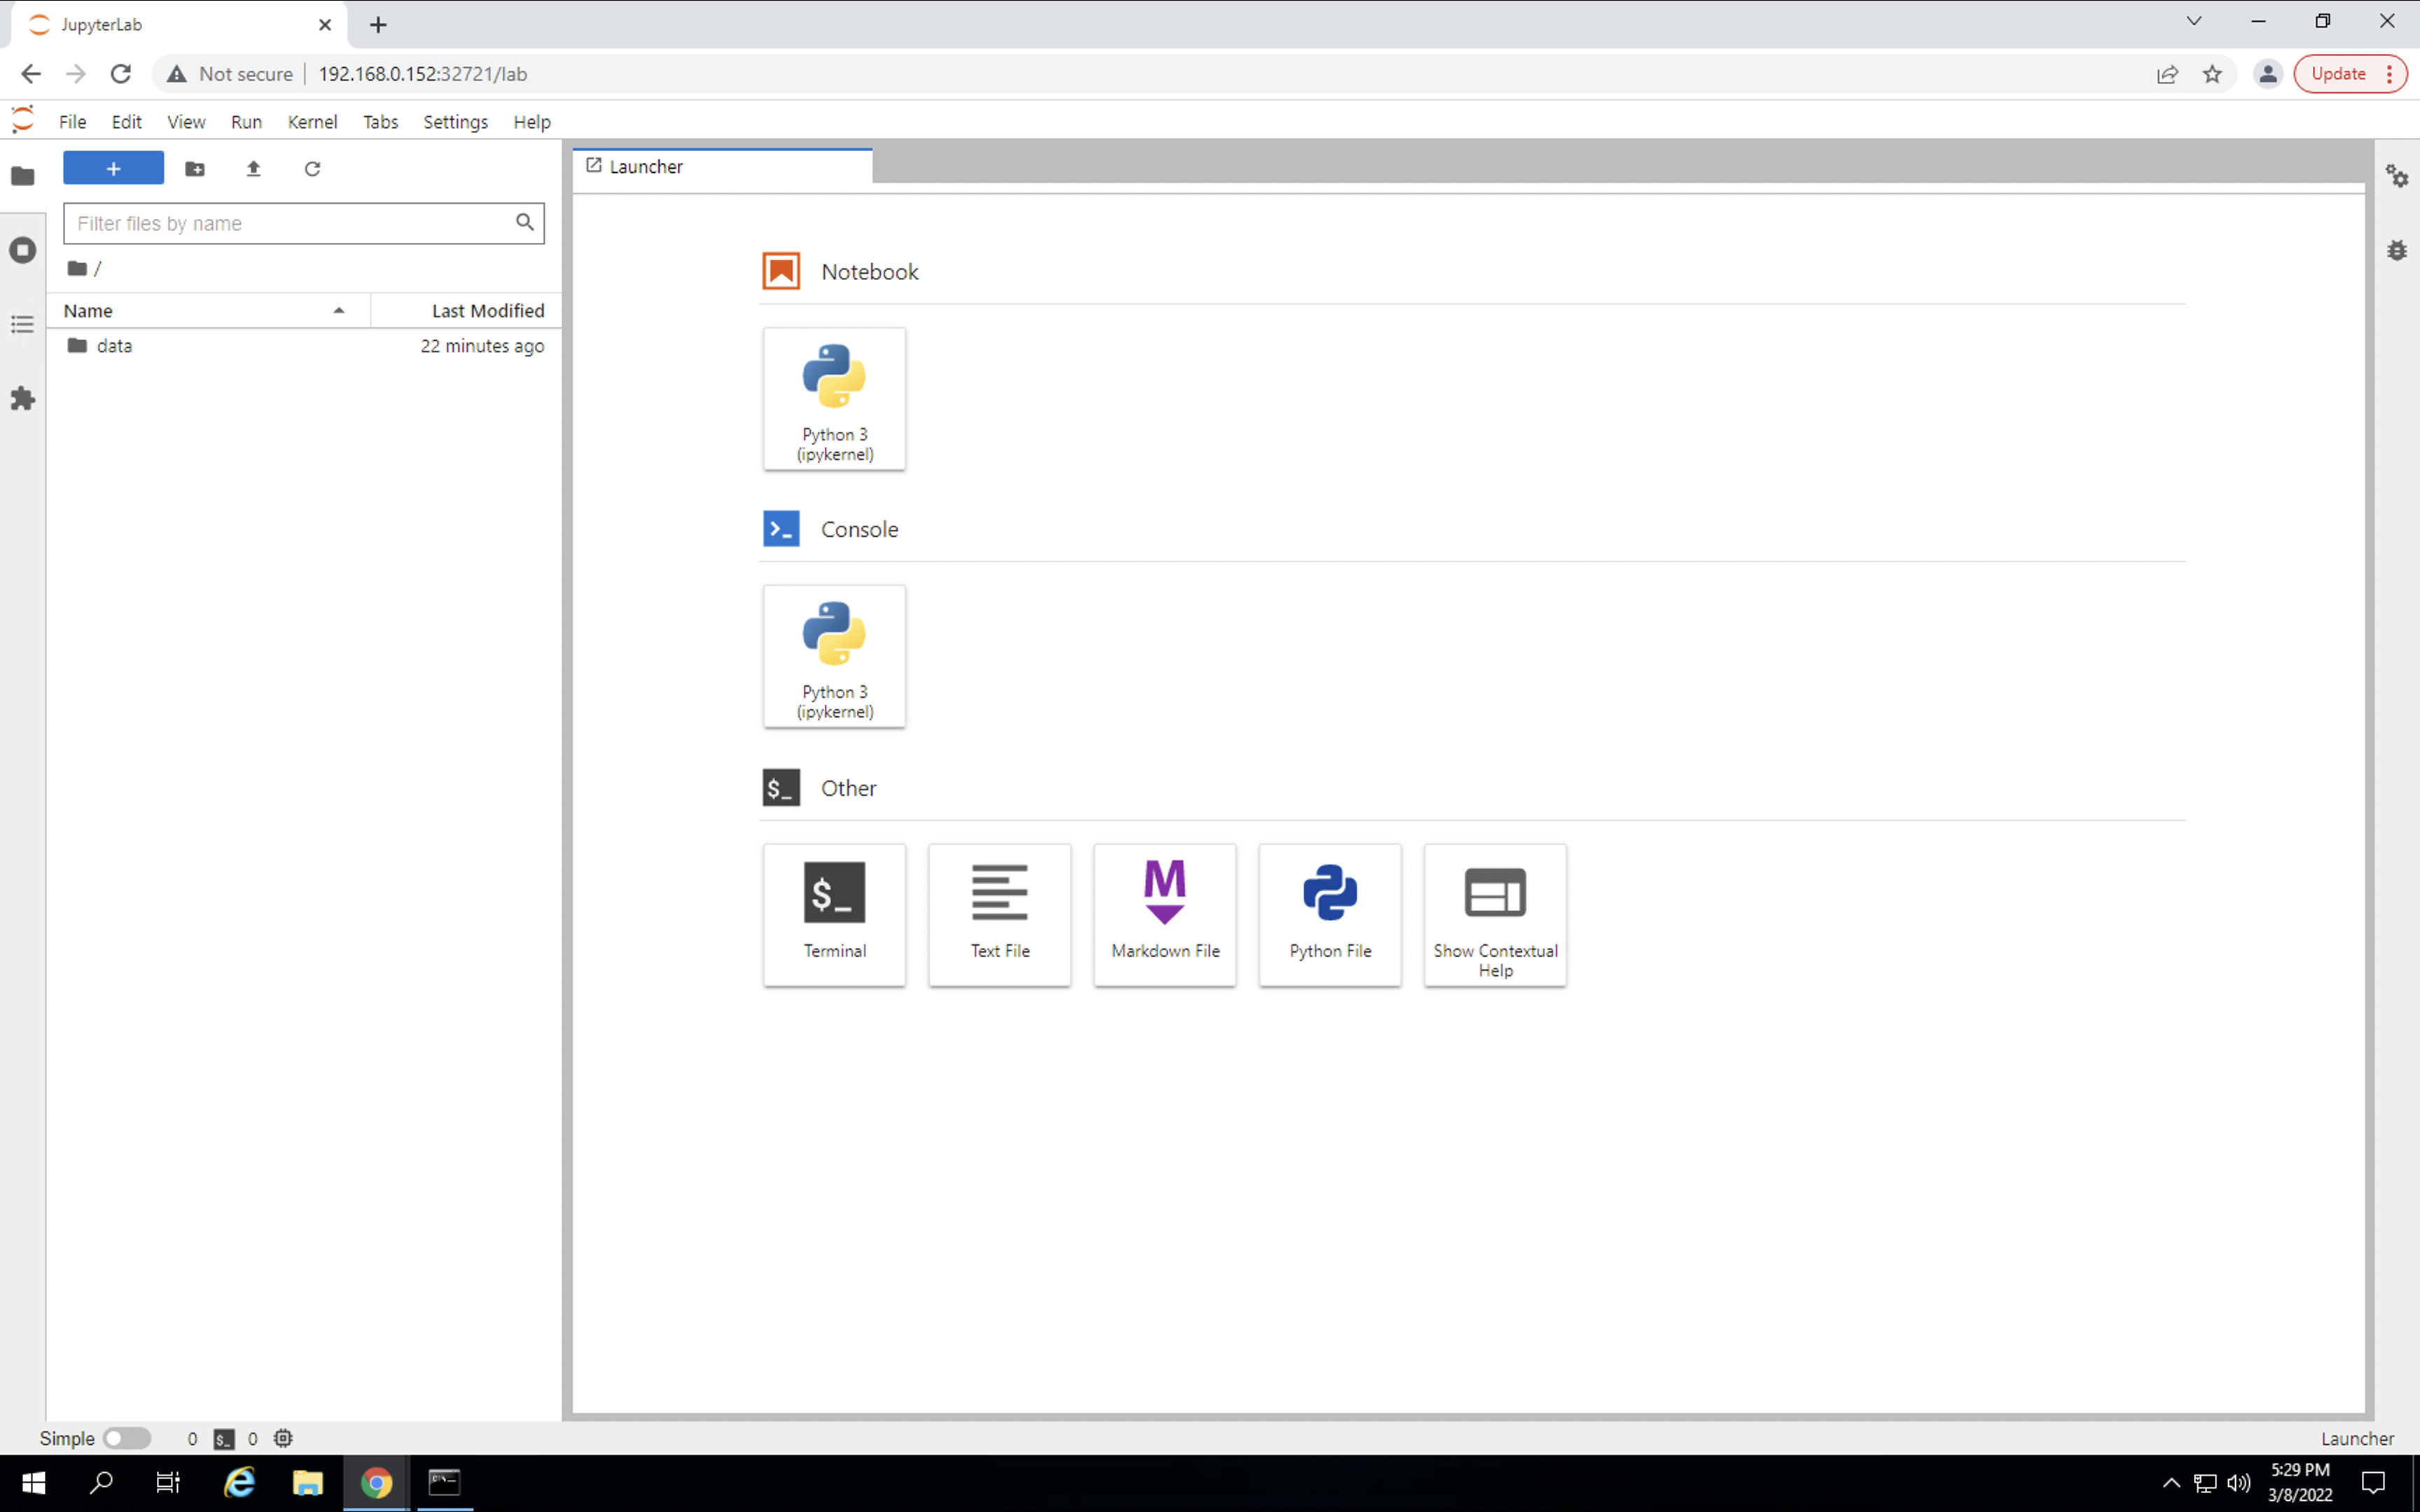 JupyterLab
Not secure 192.168.0.152:32721/lab
Update
File Edit View Run Kernel Tabs Settings Help
+
Launcher
Filter files by name
/
Name Last Modified
data 22 minutes ago
Notebook
Python 3
(ipykernel)
>_ Console
Python 3
(ipykernel)
$_ Other
$_
M
Terminal
Text File
Markdown File
Python File
Show Contextual
Help
Simple 0 $_ 0
Launcher
5:29 PM
3/8/2022